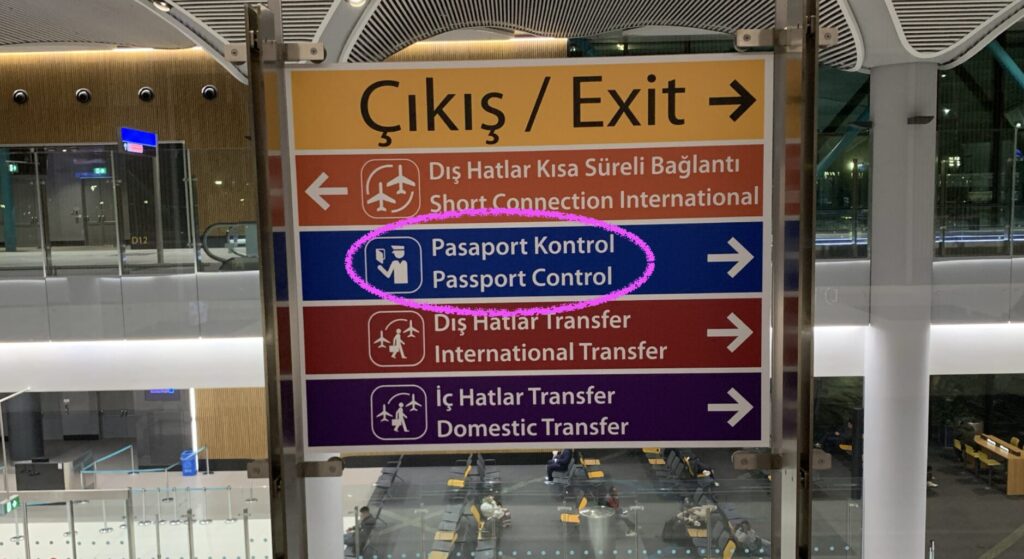 Çıkış / Exit
Dış Hatlar Kısa Süreli Bağlantı
Short Connection International
Pasaport Kontrol
Passport Control
Dış Hatlar Transfer
International Transfer
İç Hatlar Transfer
Domestic Transfer
D12